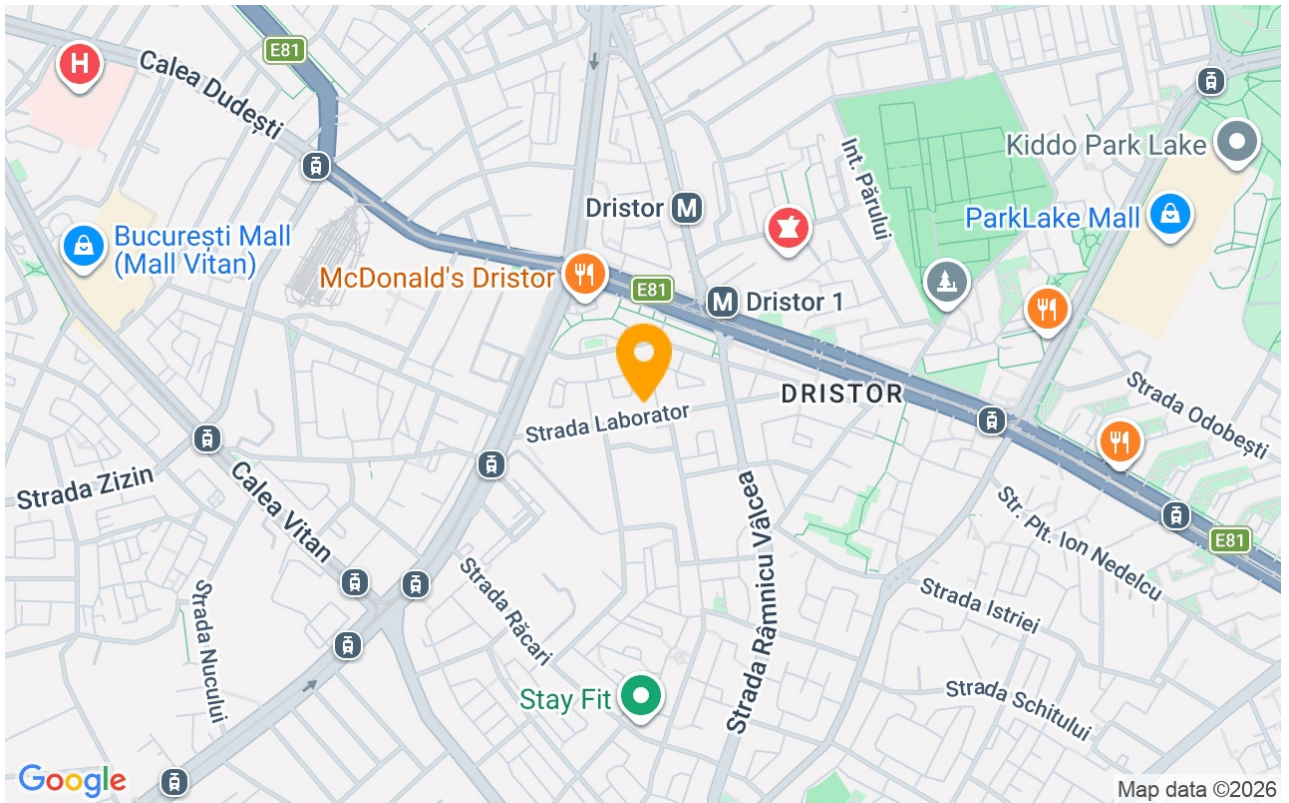 E81
H
Calea Dudești
Int. Părului
Kiddo Park Lake
Dristor M
ParkLake Mall
București Mall
(Mall Vitan)
McDonald's Dristor
E81
M Dristor 1
DRISTOR
Strada Odobești
Strada Laborator
Strada Zizin
Calea Vitan
Strada Râmnicu Vâlcea
Str. Plt. Ion Nedelcu
E81
Strada Nucului
Strada Răcari
Strada Istriei
Stay Fit
Strada Schitului
Google
Map data ©2026